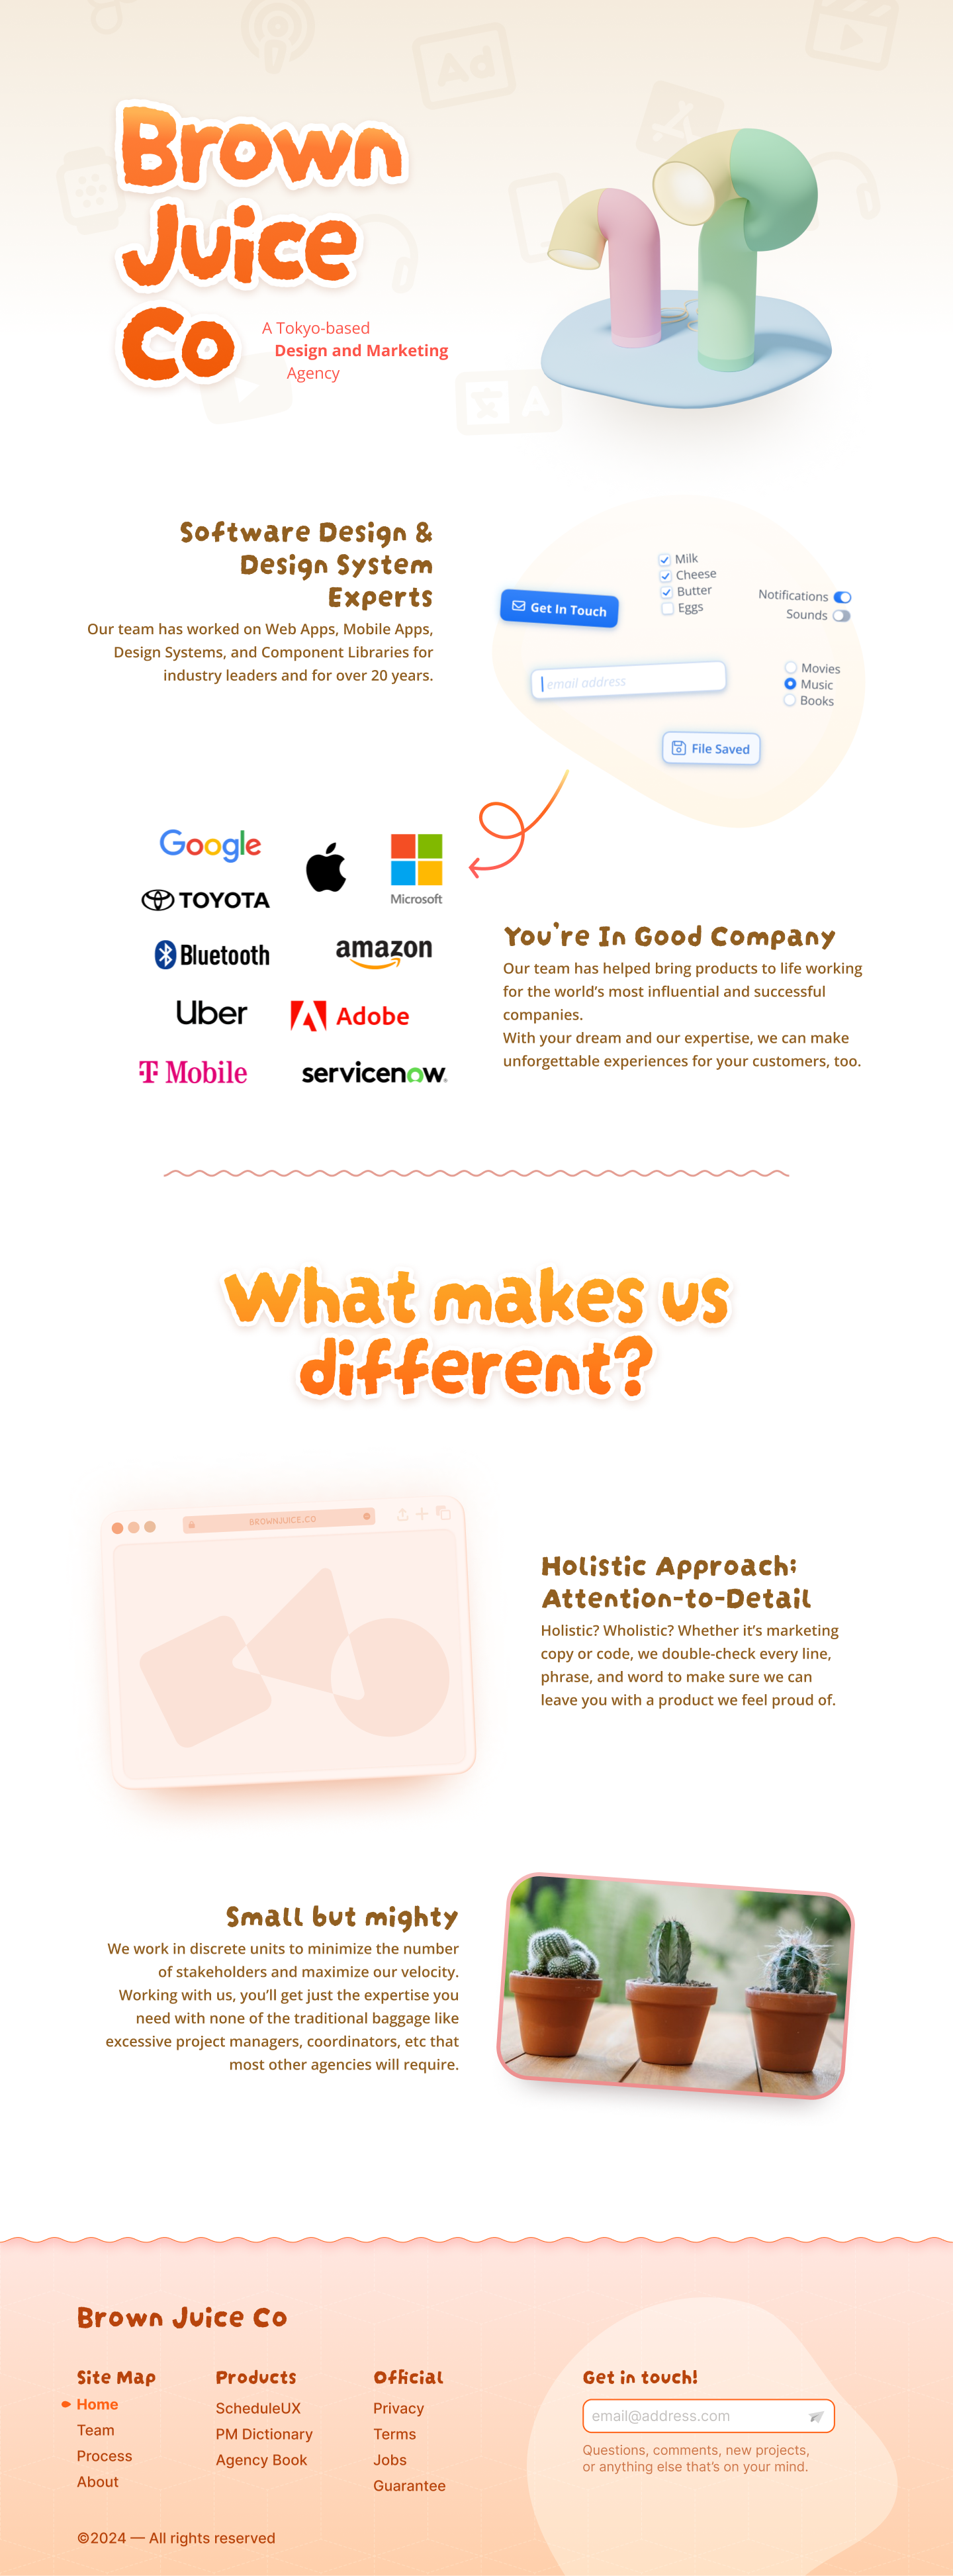 Ad
Brown
Juice
Co
A Tokyo-based
Design and Marketing
Agency
A
Software Design &
Design System
Experts
Our team has worked on Web Apps, Mobile Apps,
Design Systems, and Component Libraries for
industry leaders and for over 20 years.
Get In Touch
Milk
Cheese
Butter
Eggs
Notifications
Sounds
email address
Movies
Music
Books
File Saved
Google
TOYOTA
Microsoft
Bluetooth
amazon
Uber
Adobe
T Mobile
servicenow
You're In Good Company
Our team has helped bring products to life working
for the world's most influential and successful
companies.
With your dream and our expertise, we can make
unforgettable experiences for your customers, too.
What makes us
different?
BROWNJUICE.CO
Holistic Approach;
Attention-to-Detail
Holistic? Wholistic? Whether it's marketing
copy or code, we double-check every line,
phrase, and word to make sure we can
leave you with a product we feel proud of.
Small but mighty
We work in discrete units to minimize the number
of stakeholders and maximize our velocity.
Working with us, you'll get just the expertise you
need with none of the traditional baggage like
excessive project managers, coordinators, etc that
most other agencies will require.
Brown Juice Co
Site Map
Home
Team
Process
About
Products
ScheduleUX
PM Dictionary
Agency Book
Official
Privacy
Terms
Jobs
Guarantee
Get in touch!
email@address.com
Questions, comments, new projects,
or anything else that's on your mind.
©2024 — All rights reserved